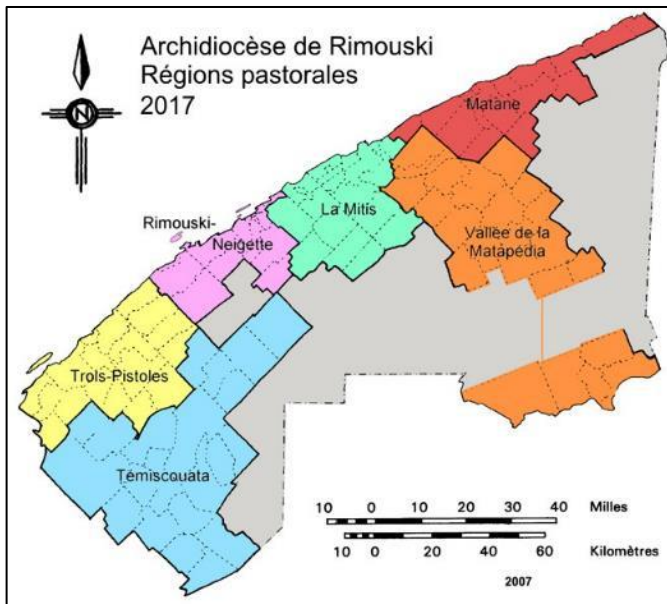 Archidiocèse de Rimouski
Régions pastorales
2017
N
Matane
La Mitis
Rimouski-
Neigette
Vallée de la
Matapédia
Trois-Pistoles
Témiscouata
10 0 10 20 30 40 Milles
10 0 20 40 60 Kilomètres
2007